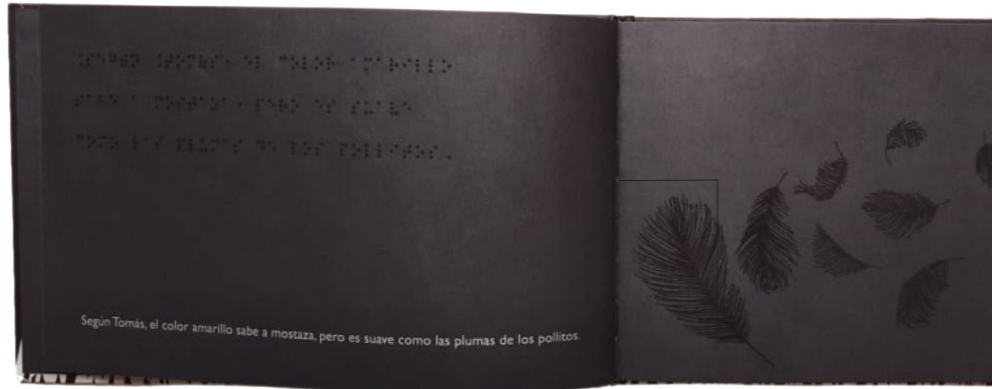 ⠨⠎⠑⠛⠬⠝ ⠨⠞⠕⠍⠷⠎⠂ ⠑⠇ ⠉⠕⠇⠕⠗ ⠁⠍⠁⠗⠊⠇⠇⠕
⠎⠁⠃⠑ ⠁ ⠍⠕⠎⠞⠁⠵⠁⠂ ⠏⠑⠗⠕ ⠑⠎ ⠎⠥⠁⠧⠑
⠉⠕⠍⠕ ⠇⠁⠎ ⠏⠇⠥⠍⠁⠎ ⠙⠑ ⠇⠕⠎ ⠏⠕⠇⠇⠊⠞⠕⠎⠄
Según Tomás, el color amarillo sabe a mostaza, pero es suave como las plumas de los pollitos.